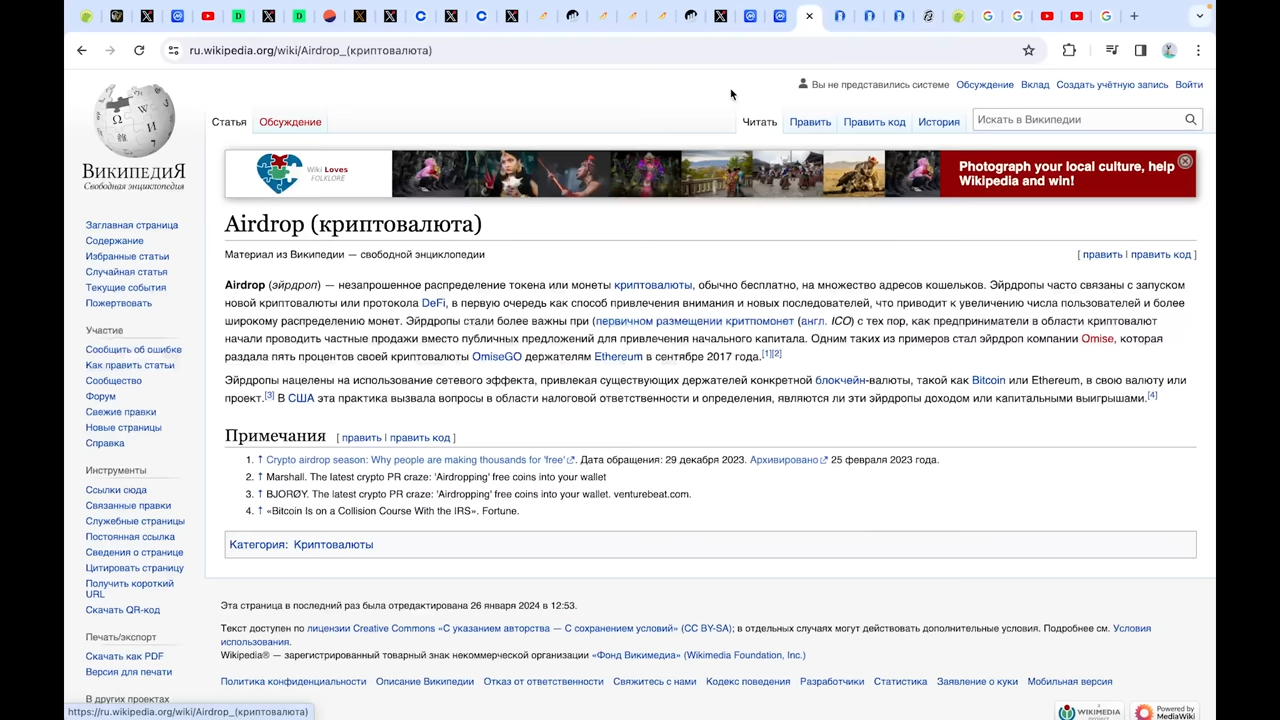 ru.wikipedia.org/wiki/Airdrop_(криптовалюта)
Вы не представились системе Обсуждение Вклад Создать учётную запись Войти
Статья Обсуждение Читать Править Править код История Искать в Википедии
ВИКИПЕДИЯ
Свободная энциклопедия
Wiki Loves
FOLKLORE
Photograph your local culture, help
Wikipedia and win!
Airdrop (криптовалюта)
Материал из Википедии — свободной энциклопедии [ править | править код ]
Airdrop (эйрдроп) — незапрошенное распределение токена или монеты криптовалюты, обычно бесплатно, на множество адресов кошельков. Эйрдропы часто связаны с запуском
новой криптовалюты или протокола DeFi, в первую очередь как способ привлечения внимания и новых последователей, что приводит к увеличению числа пользователей и более
широкому распределению монет. Эйрдропы стали более важны при (первичном размещении критпомонет (англ. ICO) с тех пор, как предприниматели в области криптовалют
начали проводить частные продажи вместо публичных предложений для привлечения начального капитала. Одним таких из примеров стал эйрдроп компании Omise, которая
раздала пять процентов своей криптовалюты OmiseGO держателям Ethereum в сентябре 2017 года.[1][2]
Эйрдропы нацелены на использование сетевого эффекта, привлекая существующих держателей конкретной блокчейн-валюты, такой как Bitcoin или Ethereum, в свою валюту или
проект.[3] В США эта практика вызвала вопросы в области налоговой ответственности и определения, являются ли эти эйрдропы доходом или капитальными выигрышами.[4]
Примечания [ править | править код ]
1. ↑ Crypto airdrop season: Why people are making thousands for 'free'. Дата обращения: 29 декабря 2023. Архивировано 25 февраля 2023 года.
2. ↑ Marshall. The latest crypto PR craze: 'Airdropping' free coins into your wallet
3. ↑ BJORØY. The latest crypto PR craze: 'Airdropping' free coins into your wallet. venturebeat.com.
4. ↑ «Bitcoin Is on a Collision Course With the IRS». Fortune.
Категория: Криптовалюты
Эта страница в последний раз была отредактирована 26 января 2024 в 12:53.
Текст доступен по лицензии Creative Commons «С указанием авторства — С сохранением условий» (CC BY-SA); в отдельных случаях могут действовать дополнительные условия. Подробнее см. Условия
использования.
Wikipedia® — зарегистрированный товарный знак некоммерческой организации «Фонд Викимедиа» (Wikimedia Foundation, Inc.)
Политика конфиденциальности Описание Википедии Отказ от ответственности Свяжитесь с нами Кодекс поведения Разработчики Статистика Заявление о куки Мобильная версия
WIKIMEDIA
Powered by
MediaWiki
Заглавная страница
Содержание
Избранные статьи
Случайная статья
Текущие события
Пожертвовать
Участие
Сообщить об ошибке
Как править статьи
Сообщество
Форум
Свежие правки
Новые страницы
Справка
Инструменты
Ссылки сюда
Связанные правки
Служебные страницы
Постоянная ссылка
Сведения о странице
Цитировать страницу
Получить короткий
URL
Скачать QR-код
Печать/экспорт
Скачать как PDF
Версия для печати
В других проектах
https://ru.wikipedia.org/wiki/Airdrop_(криптовалюта)